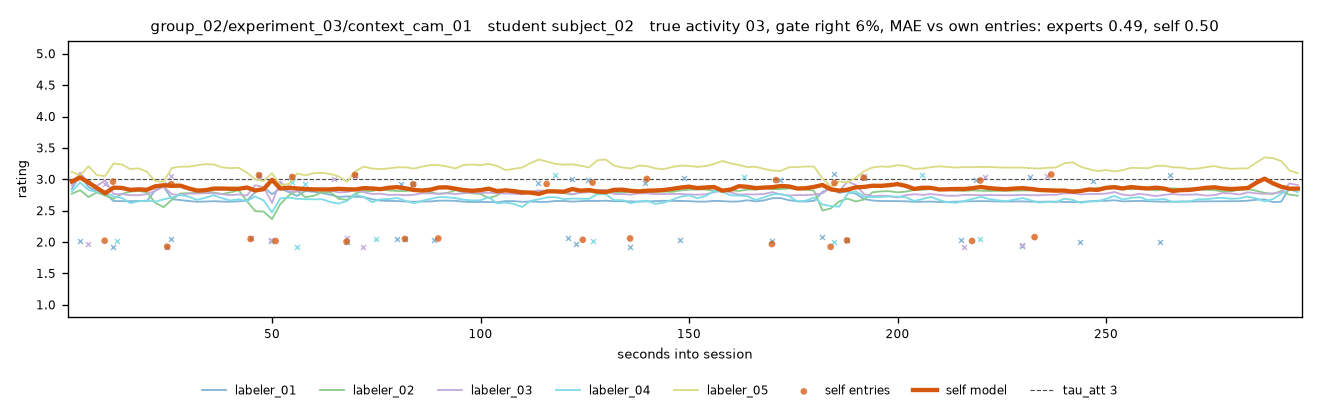 group_02/experiment_03/context_cam_01 student subject_02 true activity 03, gate right 6%, MAE vs own entries: experts 0.49, self 0.50
5.0
4.5
4.0
3.5
3.0
2.5
2.0
1.5
1.0
rating
50 100 150 200 250
seconds into session
labeler_01 labeler_02 labeler_03 labeler_04 labeler_05 self entries self model tau_att 3